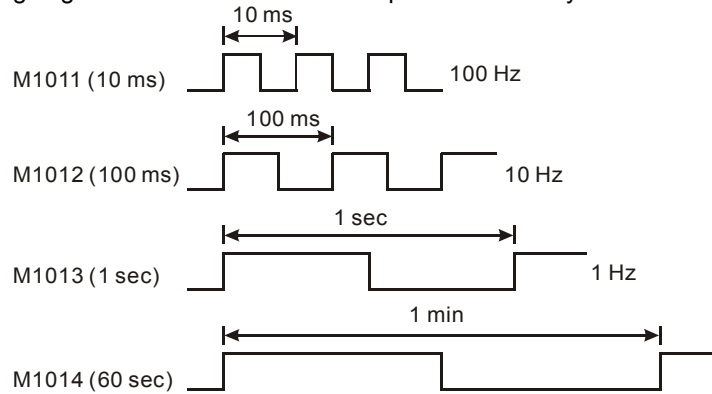 10 ms
M1011 (10 ms)
100 Hz
100 ms
M1012 (100 ms)
10 Hz
1 sec
M1013 (1 sec)
1 Hz
1 min
M1014 (60 sec)